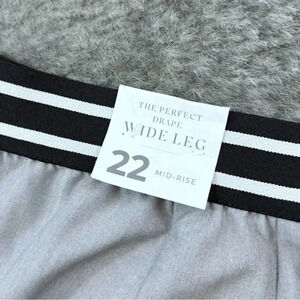 THE PERFECT
DRAPE
WIDE LEG
22 MID-RISE